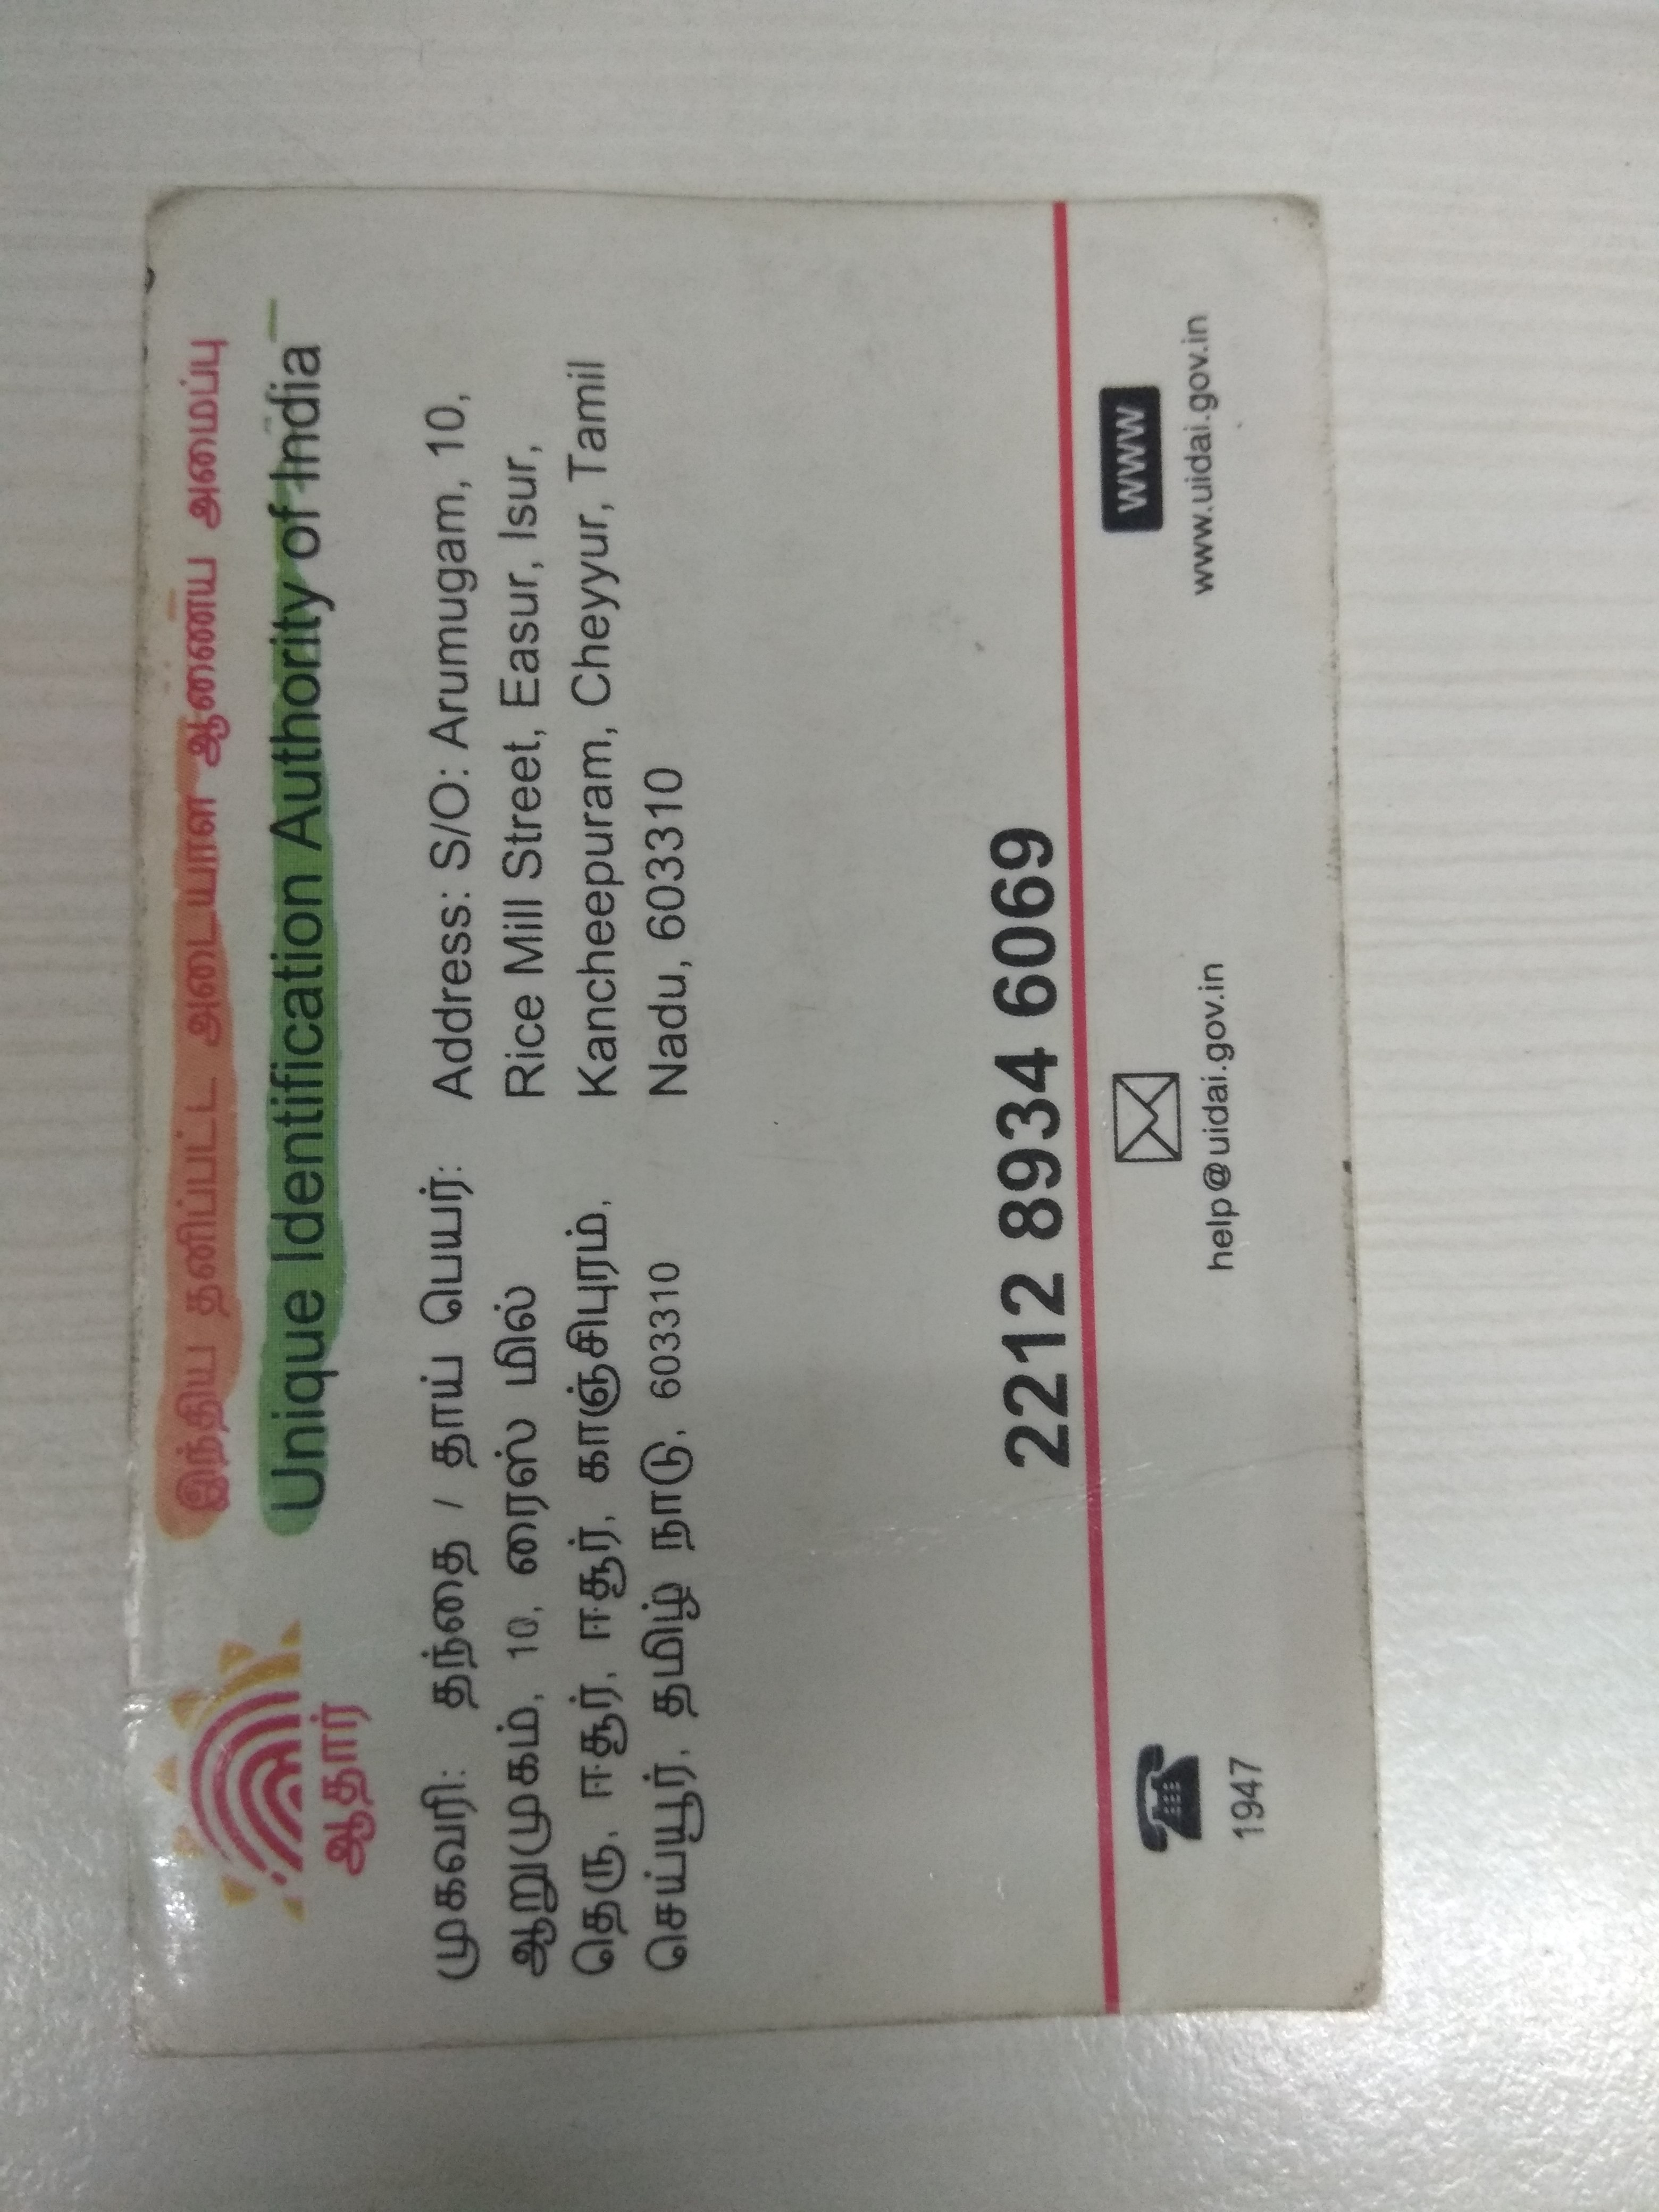 இந்திய தனிப்பட்ட அடையாள ஆணைய அமைப்பு
Unique Identification Authority of India
ஆதார்
முகவரி: தந்தை / தாய் பெயர்:
ஆறுமுகம், 10, ரைஸ் மில்
தெரு, ஈசூர், ஈசூர், காஞ்சிபுரம்,
செய்யூர், தமிழ் நாடு, 603310
Address: S/O: Arumugam, 10,
Rice Mill Street, Easur, Isur,
Kancheepuram, Cheyyur, Tamil
Nadu, 603310
2212 8934 6069
1947
help@uidai.gov.in
WWW
www.uidai.gov.in